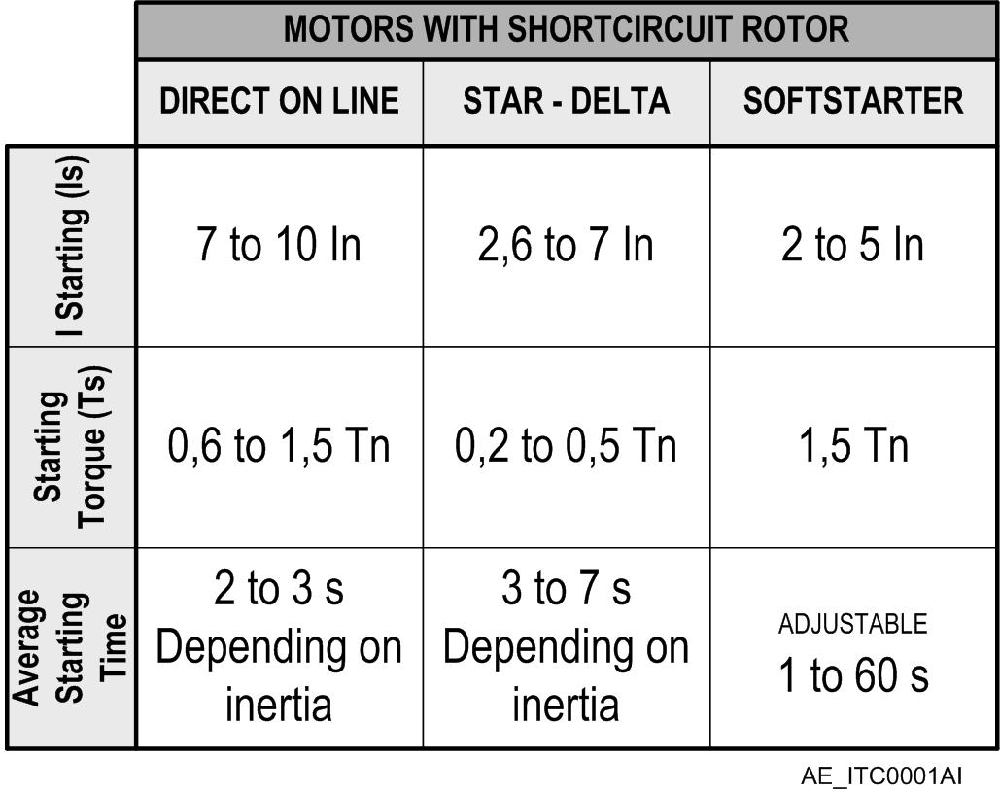 MOTORS WITH SHORTCIRCUIT ROTOR
DIRECT ON LINE
STAR - DELTA
SOFTSTARTER
I Starting (Is)
7 to 10 In
2,6 to 7 In
2 to 5 In
Starting
Torque (Ts)
0,6 to 1,5 Tn
0,2 to 0,5 Tn
1,5 Tn
Average
Starting
Time
2 to 3 s
Depending on
inertia
3 to 7 s
Depending on
inertia
ADJUSTABLE
1 to 60 s
AE_ITC0001AI